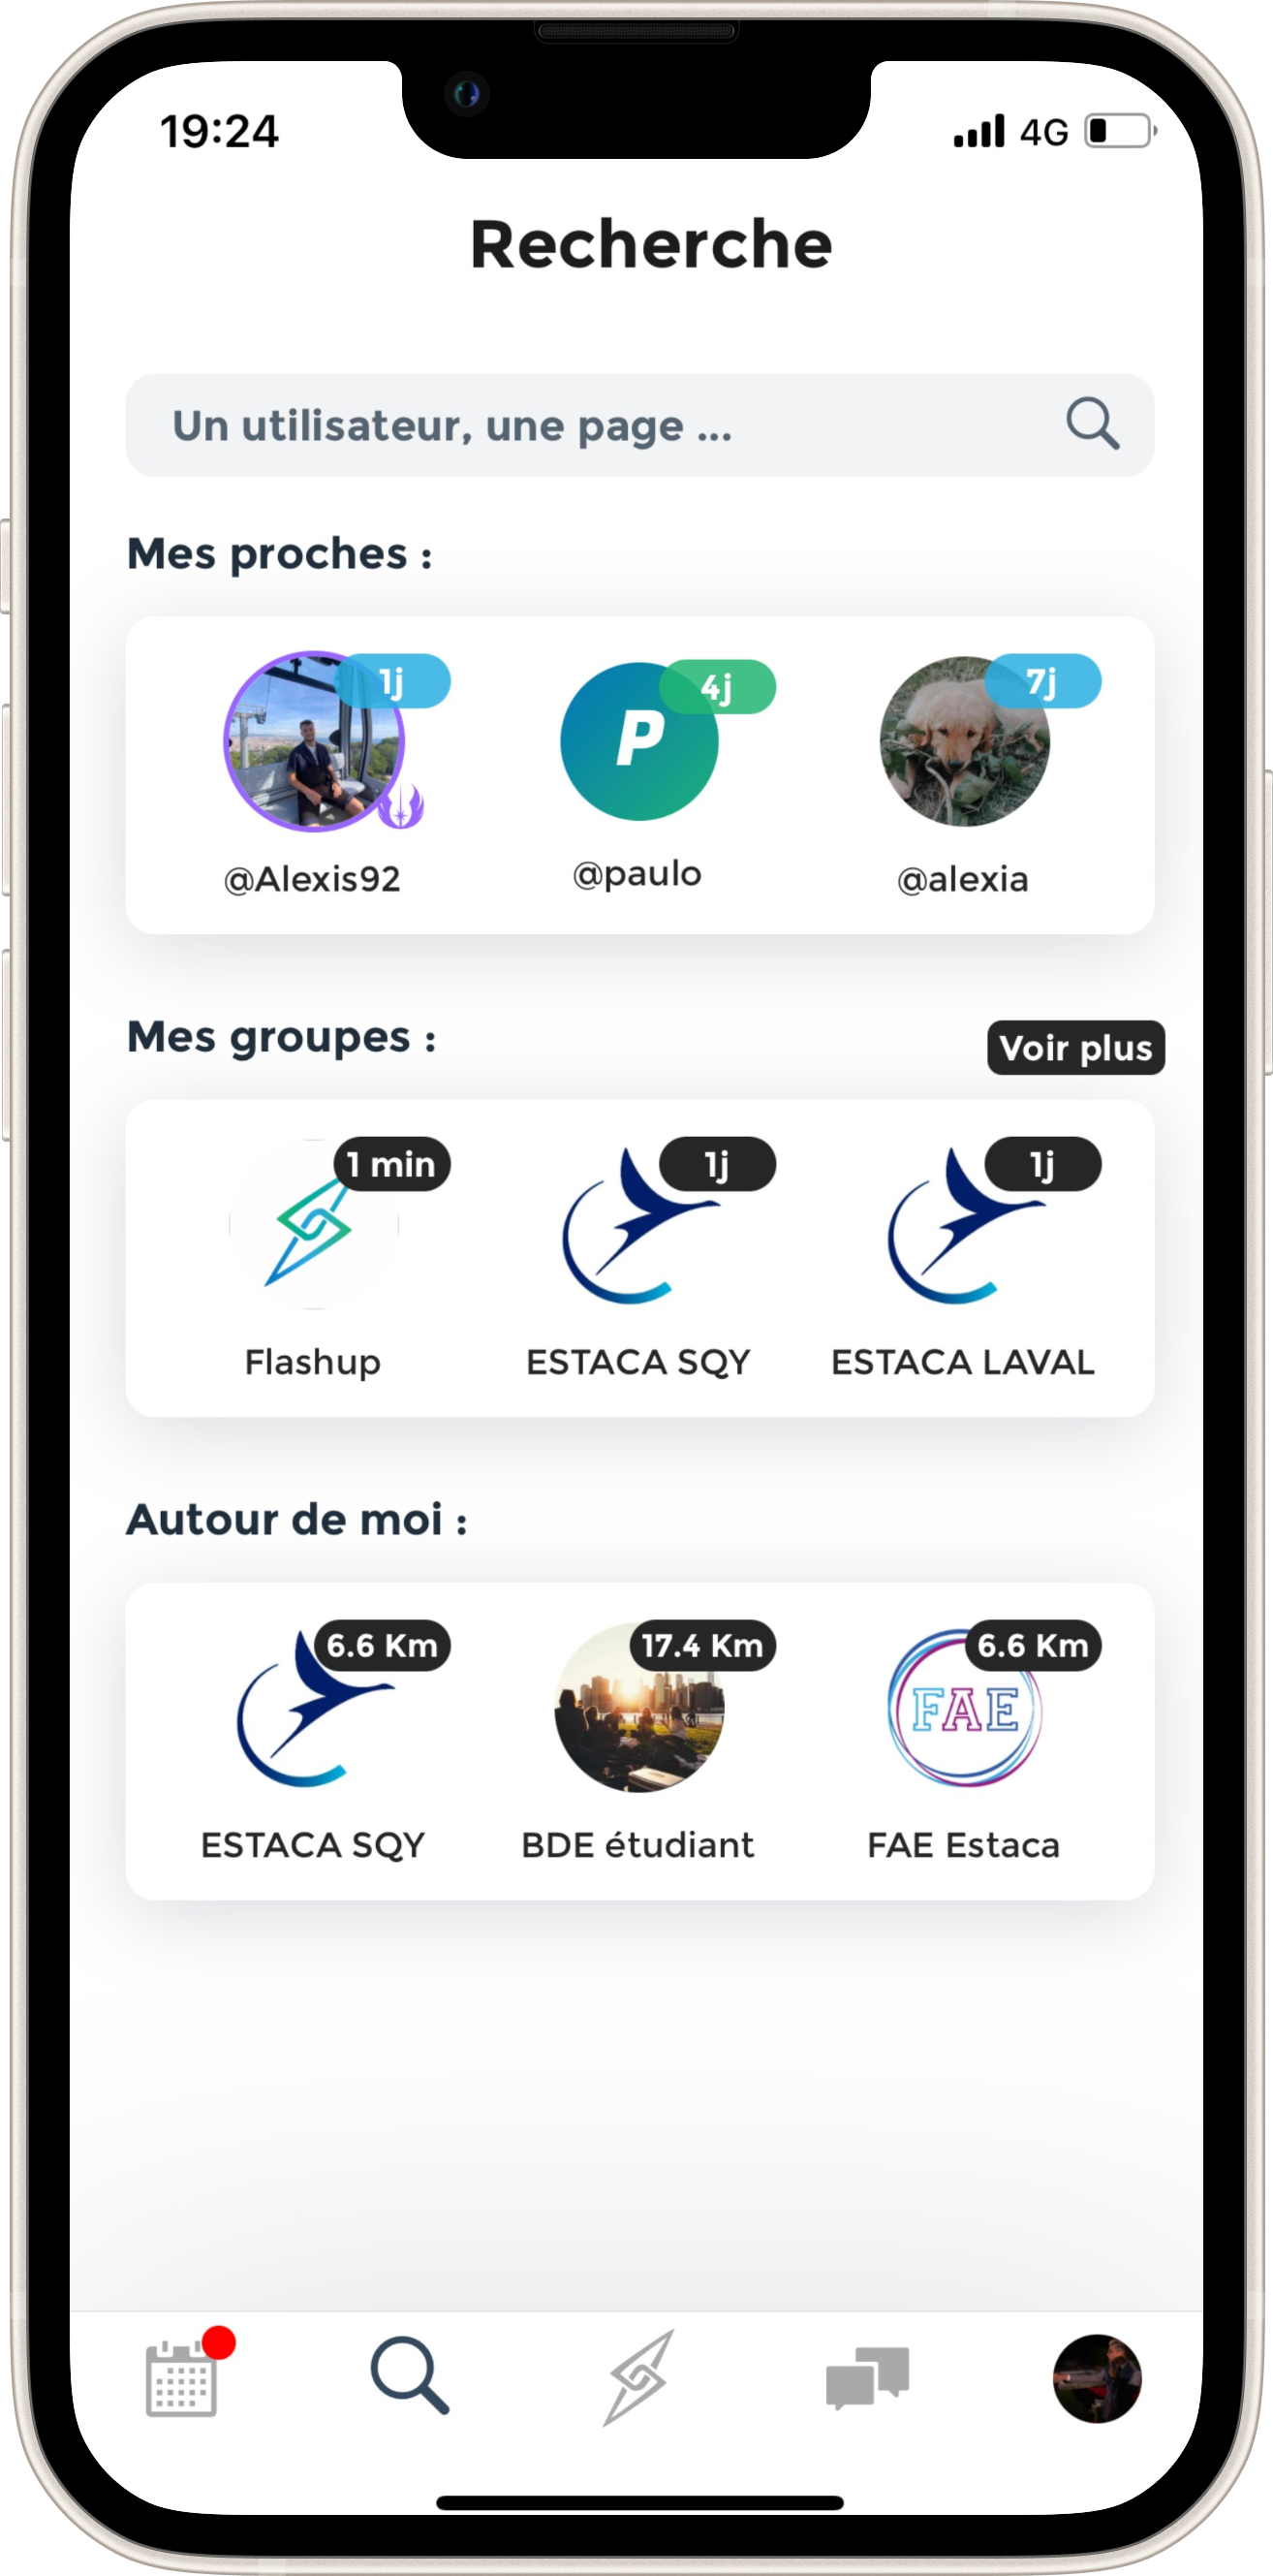 19:24
4G
Recherche
Un utilisateur, une page ...
Mes proches :
1j
4j
7j
P
@Alexis92
@paulo
@alexia
Mes groupes :
Voir plus
1 min
1j
1j
Flashup
ESTACA SQY
ESTACA LAVAL
Autour de moi :
6.6 Km
17.4 Km
6.6 Km
FAE
ESTACA SQY
BDE étudiant
FAE Estaca